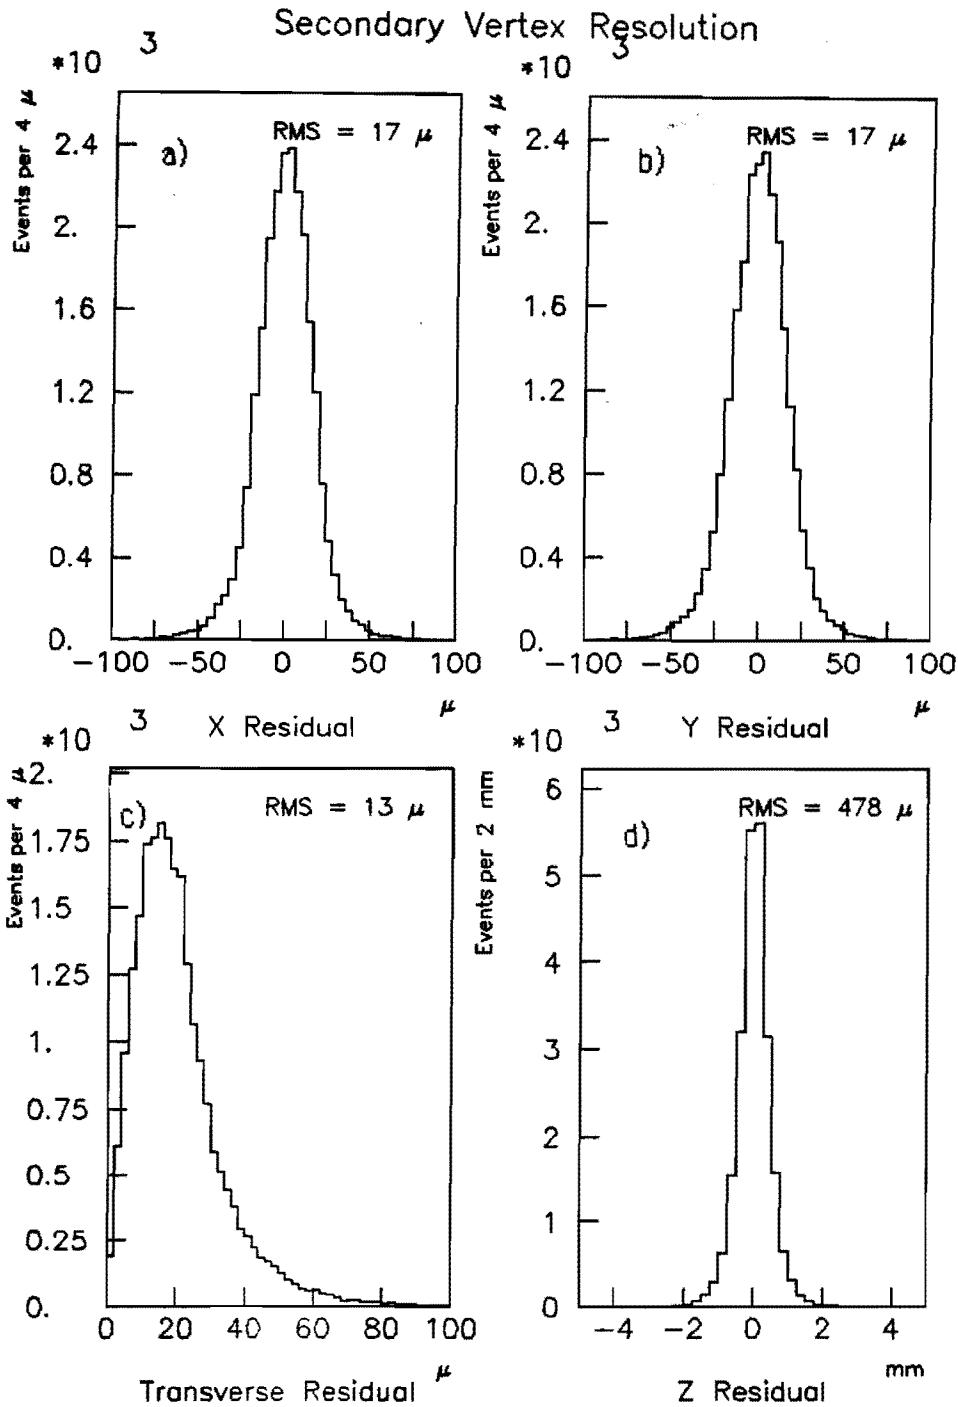 Secondary Vertex Resolution
*10 3
Events per 4 μ
a)
RMS = 17 μ
2.4
2.
1.6
1.2
0.8
0.4
0.
-100 -50 0 50 100
μ
X Residual
*10 3
Events per 4 μ
b)
RMS = 17 μ
2.4
2.
1.6
1.2
0.8
0.4
0.
-100 -50 0 50 100
μ
Y Residual
*10 3
Events per 4 μ
c)
RMS = 13 μ
2.
1.75
1.5
1.25
1.
0.75
0.5
0.25
0.
0 20 40 60 80 100
μ
Transverse Residual
*10 3
Events per 2 mm
d)
RMS = 478 μ
6
5
4
3
2
1
0
-4 -2 0 2 4
mm
Z Residual